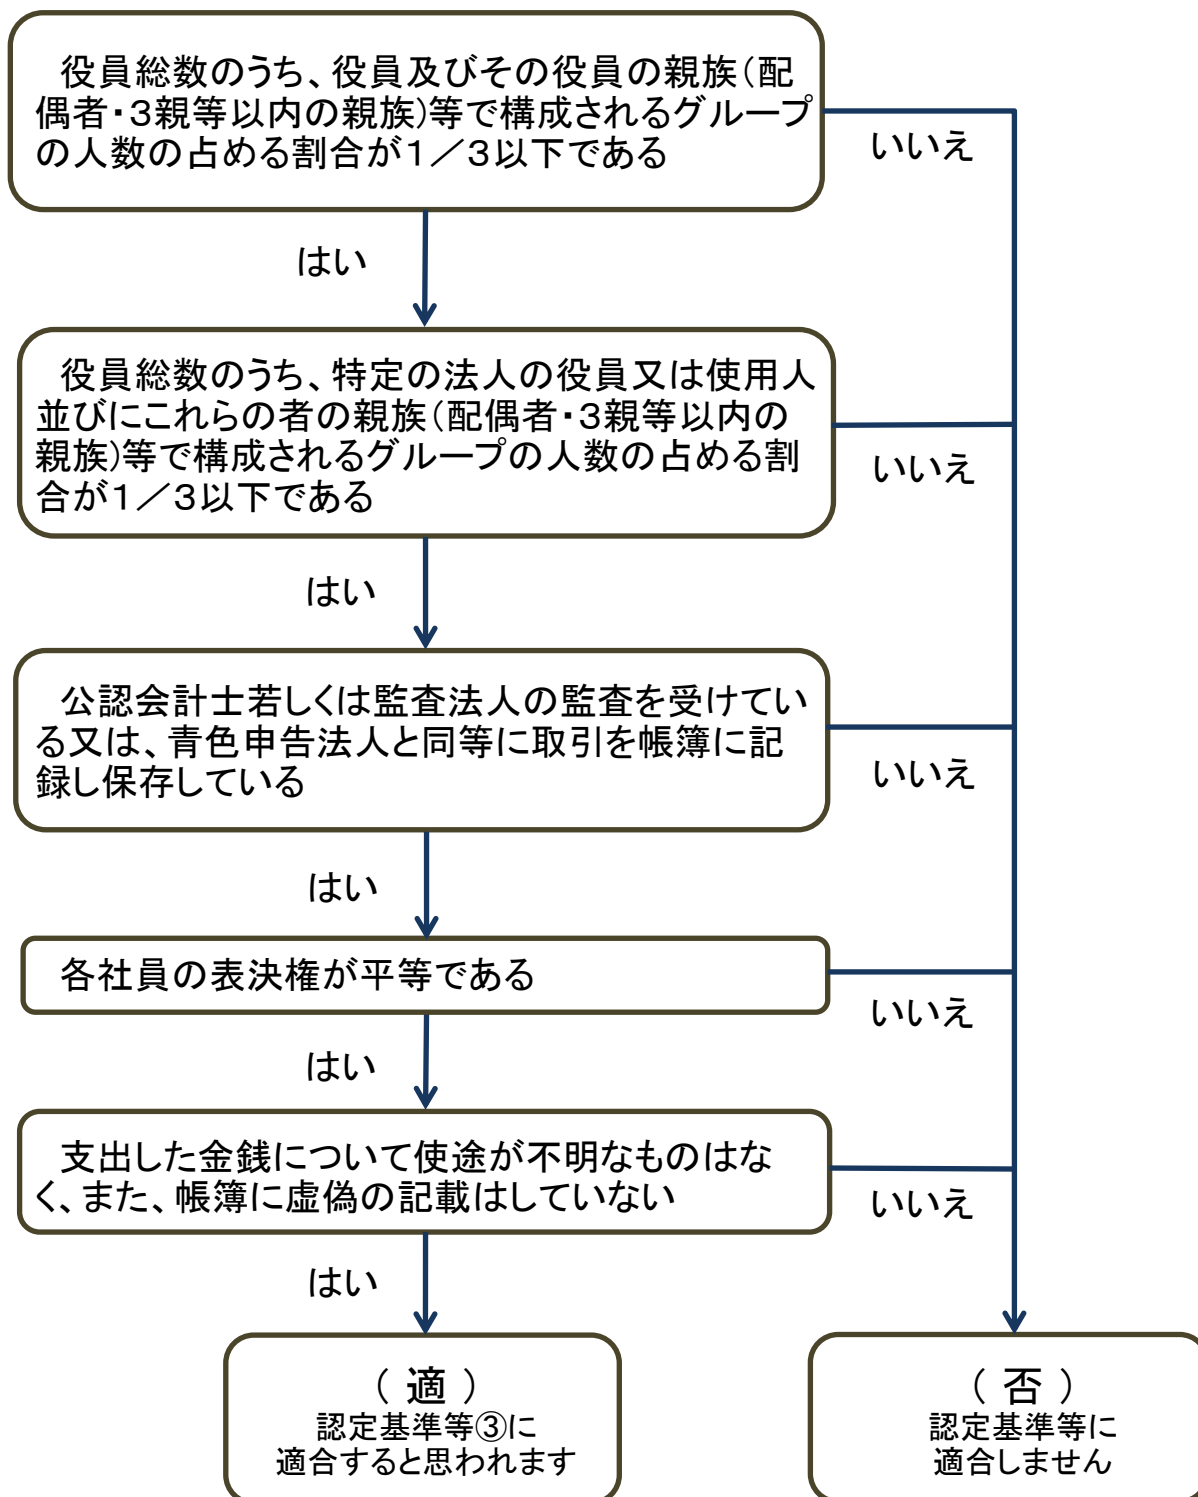 役員総数のうち、役員及びその役員の親族（配
偶者・３親等以内の親族）等で構成されるグループ
の人数の占める割合が１／３以下である
いいえ
はい
役員総数のうち、特定の法人の役員又は使用人
並びにこれらの者の親族（配偶者・３親等以内の
親族）等で構成されるグループの人数の占める割
合が１／３以下である
いいえ
はい
公認会計士若しくは監査法人の監査を受けてい
る又は、青色申告法人と同等に取引を帳簿に記
録し保存している
いいえ
はい
各社員の表決権が平等である
いいえ
はい
支出した金銭について使途が不明なものはな
く、また、帳簿に虚偽の記載はしていない
いいえ
はい
（ 適 ）
認定基準等③に
適合すると思われます
（ 否 ）
認定基準等に
適合しません